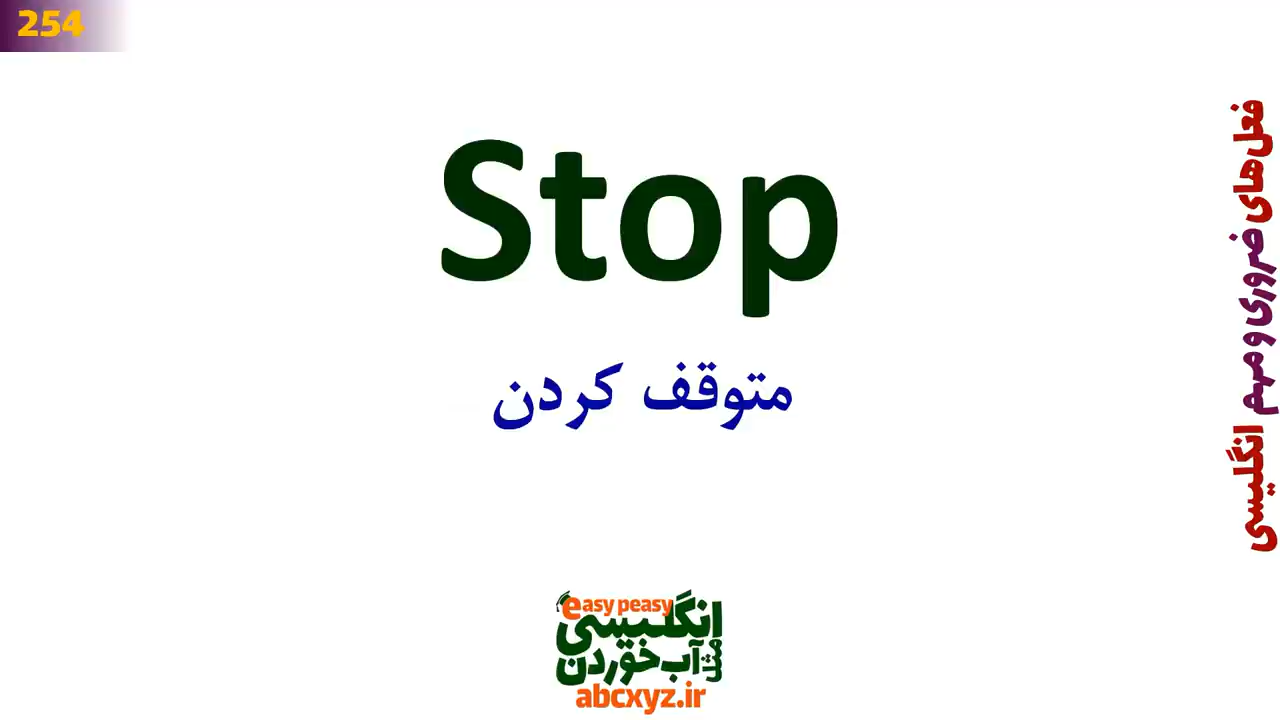 254
Stop
متوقف کردن
فعل‌های ضروری و مهم انگلیسی
easy peasy
انگلیسی
مثل آب خوردن
abcxyz.ir